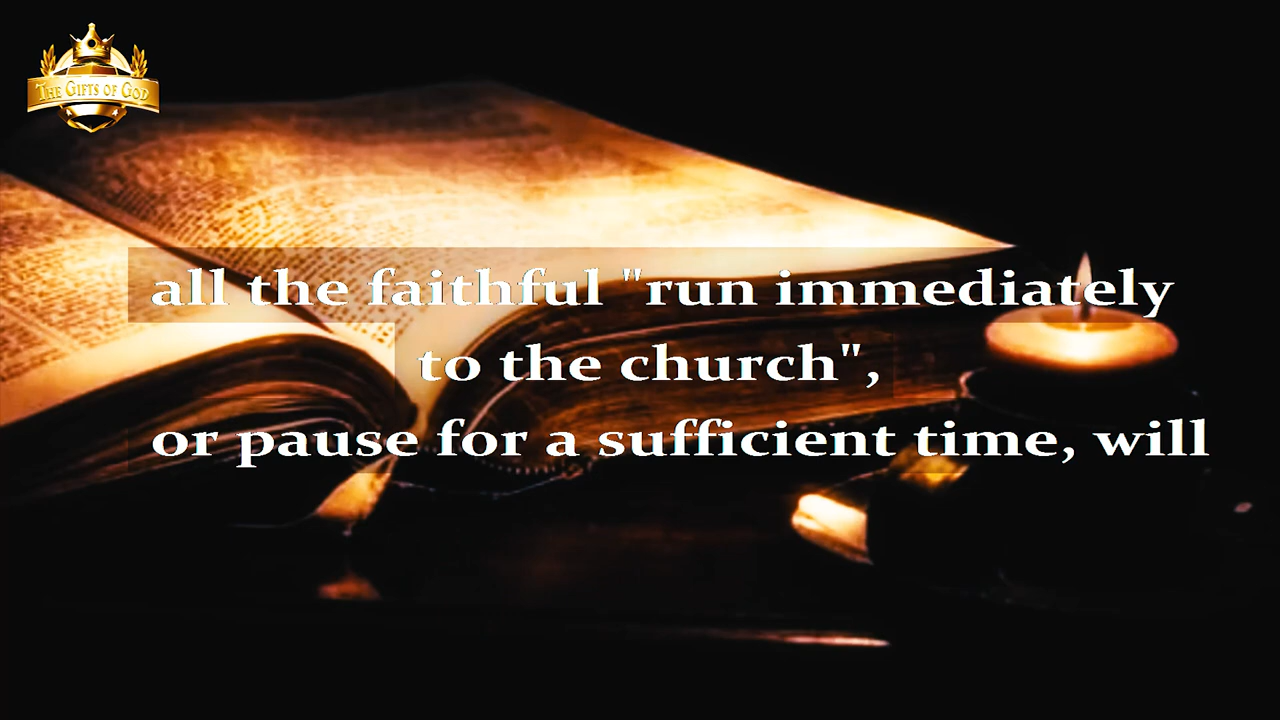 THE GIFTS OF GOD
all the faithful "run immediately
to the church",
or pause for a sufficient time, will